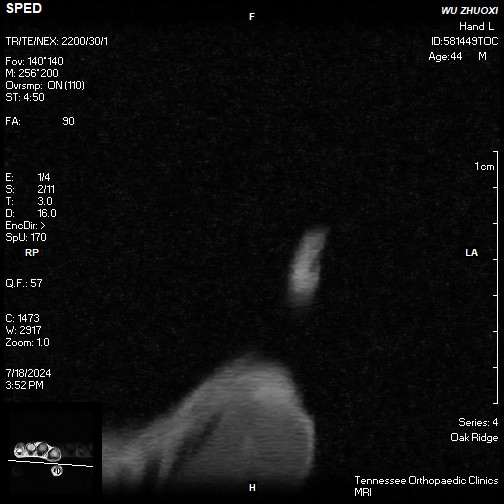 SPED
F
WU ZHUOXI
Hand L
TR/TE/NEX: 2200/30/1
ID:581449TOC
Age:44 M
Fov: 140*140
M: 256*200
Ovrsmp: ON (110)
ST: 4:50
FA: 90
1cm
E: 1/4
S: 2/11
T: 3.0
D: 16.0
EncDir: >
SpU: 170
RP
LA
Q.F.: 57
C: 1473
W: 2917
Zoom: 1.0
7/18/2024
3:52 PM
Series: 4
Oak Ridge
H
Tennessee Orthopaedic Clinics
MRI